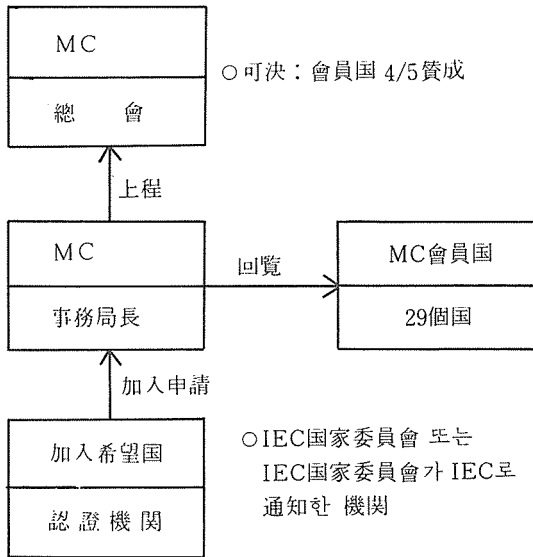 MC
總 會
○可決：會員国 4/5賛成
上程
MC
事務局長
回覧
MC會員国
29個国
加入申請
加入希望国
認證機関
○IEC国家委員會 또는
IEC国家委員會가 IEC로
通知한 機関